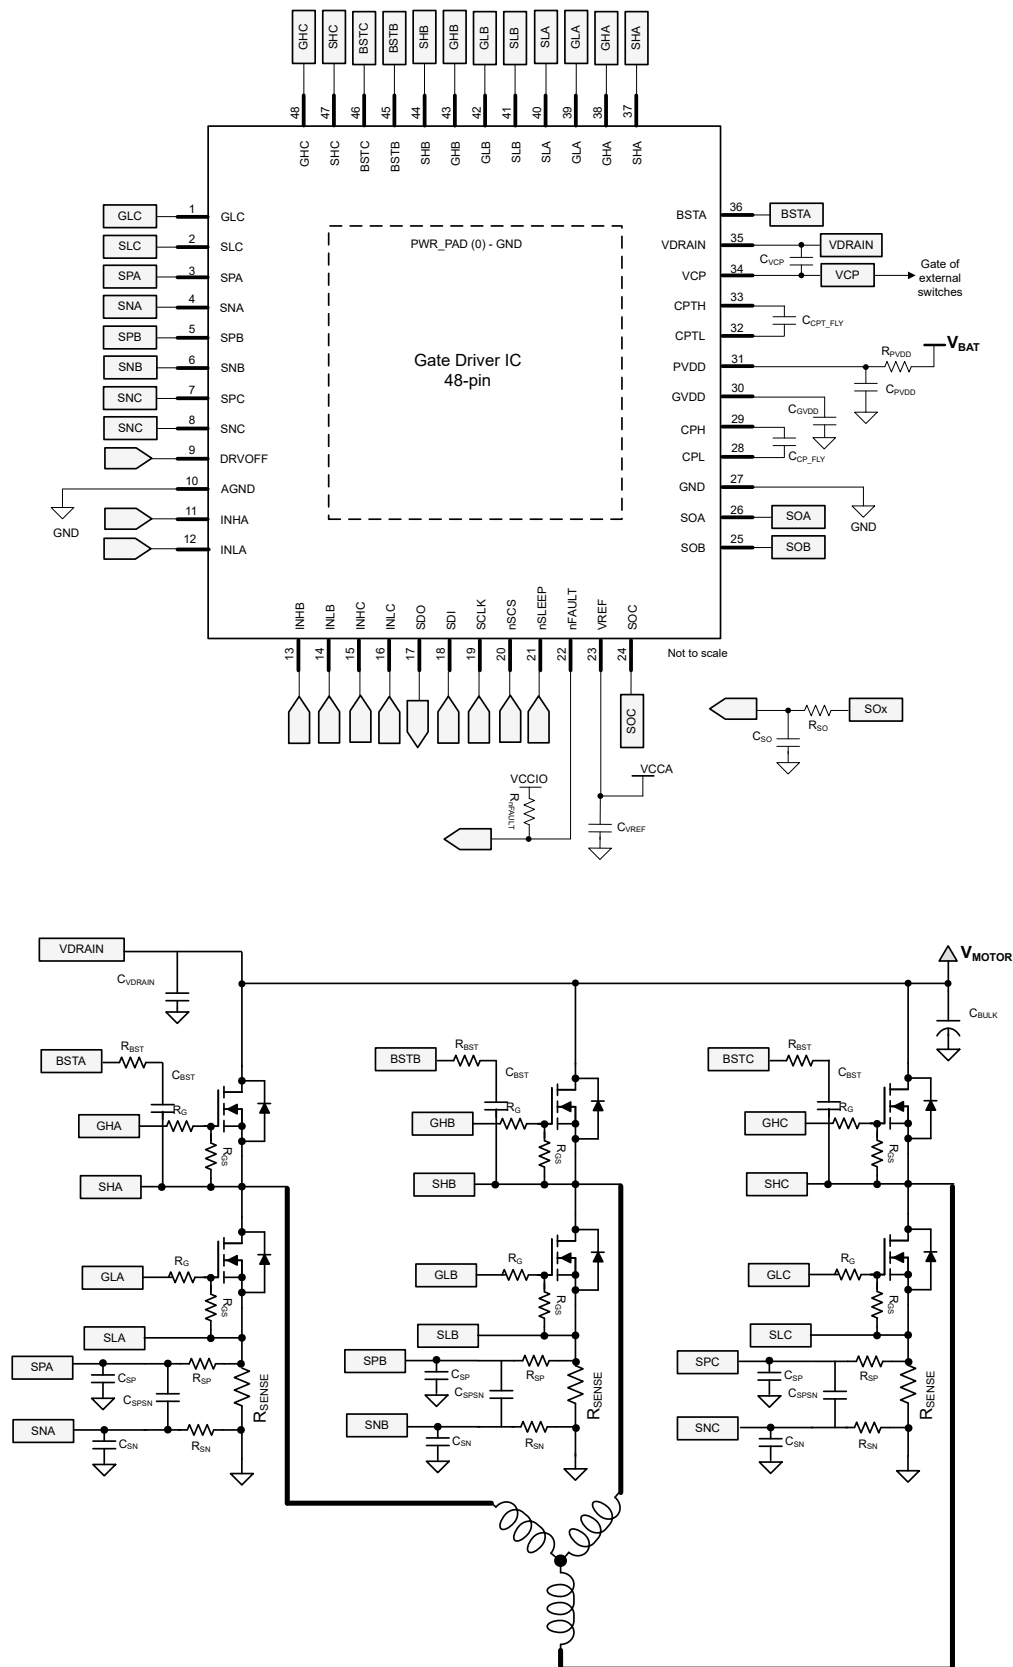 GHC SHC BSTC BSTB SHB GHB GLB SLB SLA GLA GHA SHA
48 47 46 45 44 43 42 41 40 39 38 37
GHC SHC BSTC BSTB SHB GHB GLB SLB SLA GLA GHA SHA
GLC 1 GLC
SLC 2 SLC
SPA 3 SPA
SNA 4 SNA
SPB 5 SPB
SNB 6 SNB
SNC 7 SPC
SNC 8 SNC
9 DRVOFF
10 AGND
GND
11 INHA
12 INLA
PWR_PAD (0) - GND
Gate Driver IC
48-pin
BSTA 36 BSTA
VDRAIN 35 VDRAIN
CVCP
VCP 34 VCP
Gate of
external
switches
CPTH 33
CCPT_FLY
CPTL 32
PVDD 31 RPVDD VBAT
CPVDD
GVDD 30 CGVDD
CPH 29
CPL 28 CCP_FLY
GND 27
GND
SOA 26 SOA
SOB 25 SOB
INHB INLB INHC INLC SDO SDI SCLK nSCS nSLEEP nFAULT VREF SOC
13 14 15 16 17 18 19 20 21 22 23 24
Not to scale
SOC
SOx
RSO
CSO
VCCIO
RnFAULT
VCCA
CVREF
VDRAIN
CVDRAIN
VMOTOR
CBULK
BSTA RBST CBST
GHA RG
RGS
SHA
GLA RG
RGS
SLA
SPA CSP RSP
CSPSN
RSENSE
SNA CSN RSN
BSTB RBST CBST
GHB RG
RGS
SHB
GLB RG
RGS
SLB
SPB CSP RSP
CSPSN
RSENSE
SNB CSN RSN
BSTC RBST CBST
GHC RG
RGS
SHC
GLC RG
RGS
SLC
SPC CSP RSP
CSPSN
RSENSE
SNC CSN RSN